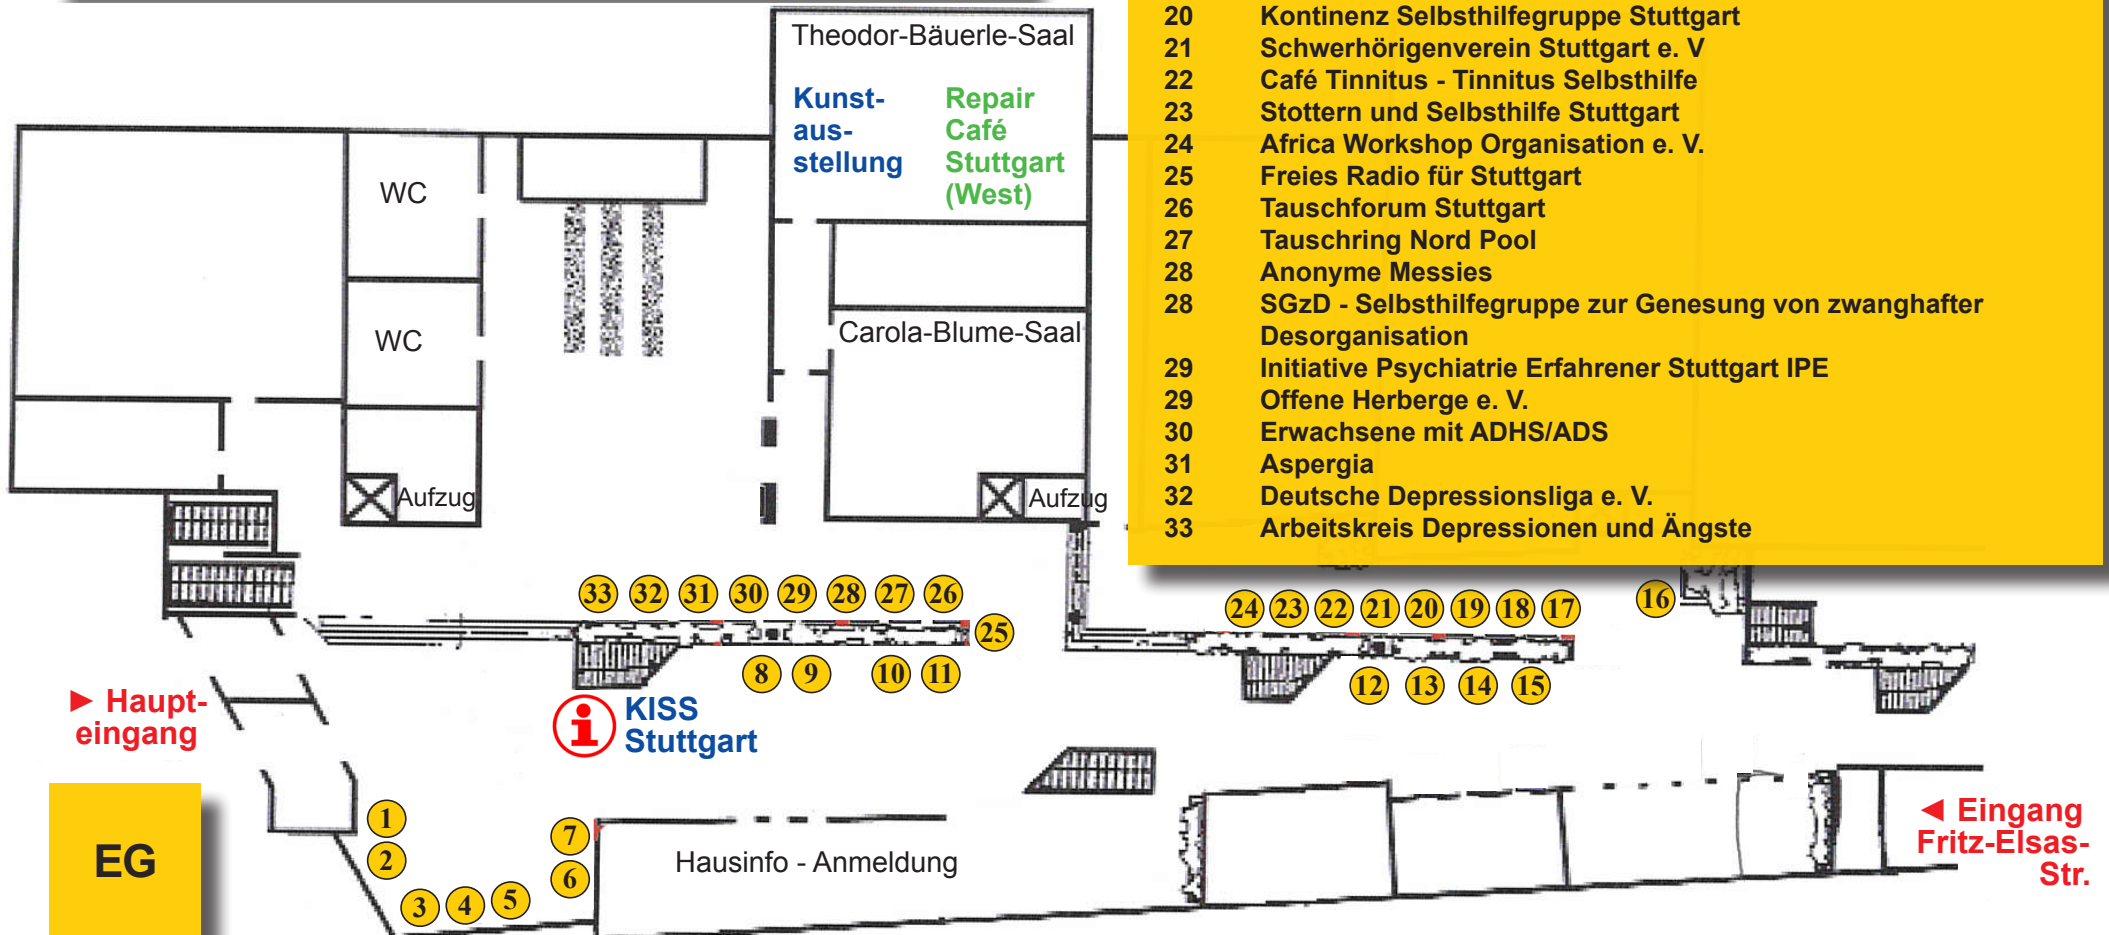 20 Kontinenz Selbsthilfegruppe Stuttgart
21 Schwerhörigenverein Stuttgart e. V
22 Café Tinnitus - Tinnitus Selbsthilfe
23 Stottern und Selbsthilfe Stuttgart
24 Africa Workshop Organisation e. V.
25 Freies Radio für Stuttgart
26 Tauschforum Stuttgart
27 Tauschring Nord Pool
28 Anonyme Messies
28 SGzD - Selbsthilfegruppe zur Genesung von zwanghafter
Desorganisation
29 Initiative Psychiatrie Erfahrener Stuttgart IPE
29 Offene Herberge e. V.
30 Erwachsene mit ADHS/ADS
31 Aspergia
32 Deutsche Depressionsliga e. V.
33 Arbeitskreis Depressionen und Ängste
Theodor-Bäuerle-Saal
Kunst-
aus-
stellung
Repair
Café
Stuttgart
(West)
WC
WC
Carola-Blume-Saal
Aufzug
Aufzug
33 32 31 30 29 28 27 26
25
24 23 22 21 20 19 18 17
16
8 9 10 11
12 13 14 15
► Haupt-
eingang
KISS
Stuttgart
EG
1
2
3 4 5
7
6
Hausinfo - Anmeldung
◄ Eingang
Fritz-Elsas-
Str.